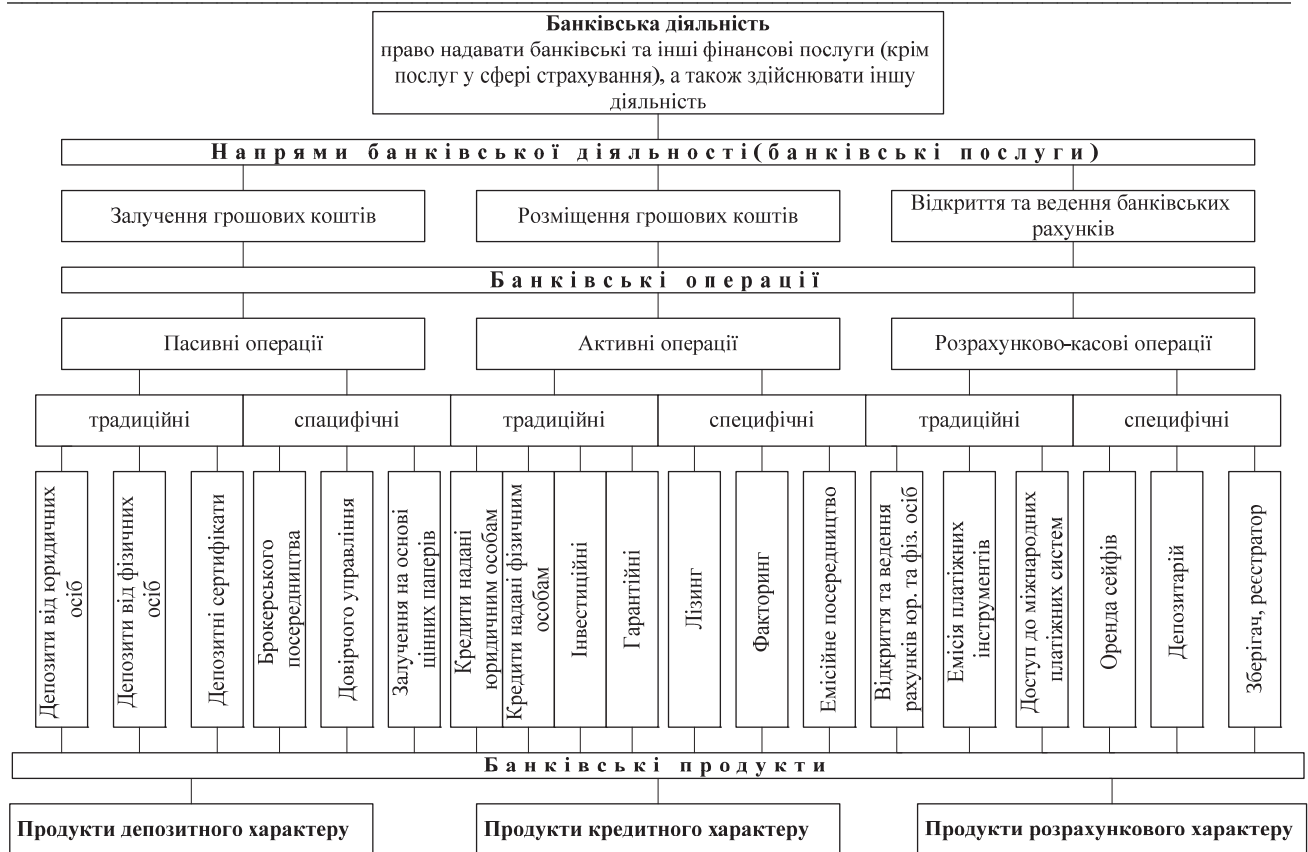 Банківська діяльність
право надавати банківські та інші фінансові послуги (крім
послуг у сфері страхування), а також здійснювати іншу
діяльність
Напрями банківської діяльності(банківські послуги)
Залучення грошових коштів
Розміщення грошових коштів
Відкриття та ведення банківських
рахунків
Банківські операції
Пасивні операції
Активні операції
Розрахунково-касові операції
традиційні
спацифічні
традиційні
специфічні
традиційні
специфічні
Депозити від юридичних
осіб
Депозити від фізичних
осіб
Депозитні сертифікати
Брокерського
посередництва
Довірчого управління
Залучення на основі
цінних паперів
Кредити надані
юридичним особам
Кредити надані фізичним
особам
Інвестиційні
Гарантійні
Лізинг
Факторинг
Емісійне посередництво
Відкриття та ведення
рахунків юр. та фіз. осіб
Емісія платіжних
інструментів
Доступ до міжнародних
платіжних систем
Оренда сейфів
Депозитарій
Зберігач, реєстратор
Банківські продукти
Продукти депозитного характеру
Продукти кредитного характеру
Продукти розрахункового характеру